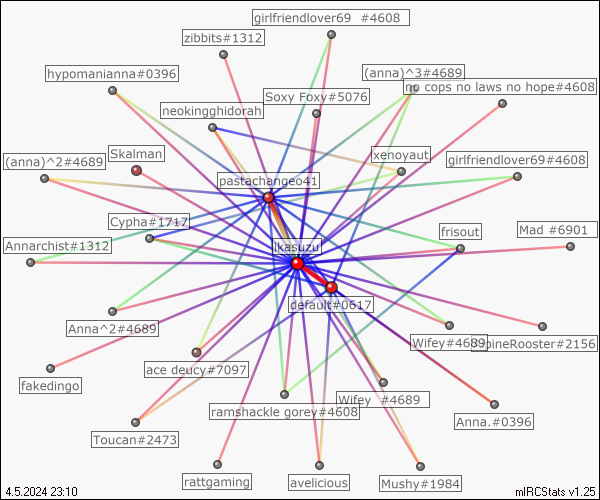 girlfriendlover69  #4608
zibbits#1312
hypomanianna#0396
(anna)^3#4689
no cops no laws no hope#4608
Soxy Foxy#5076
neokingghidorah
Skalman
xenoyaut
(anna)^2#4689
girlfriendlover69#4608
pastachangeo41
Cypha#1717
frisout
Mad #6901
Annarchist#1312
likasuzu
default#0617
Anna^2#4689
Wifey#4689
pineRooster#2156
ace deucy#7097
fakedingo
Wifey  #4689
ramshackle gorey#4608
Anna.#0396
Toucan#2473
rattgaming
avelicious
Mushy#1984
4.5.2024 23:10
mIRCStats v1.25